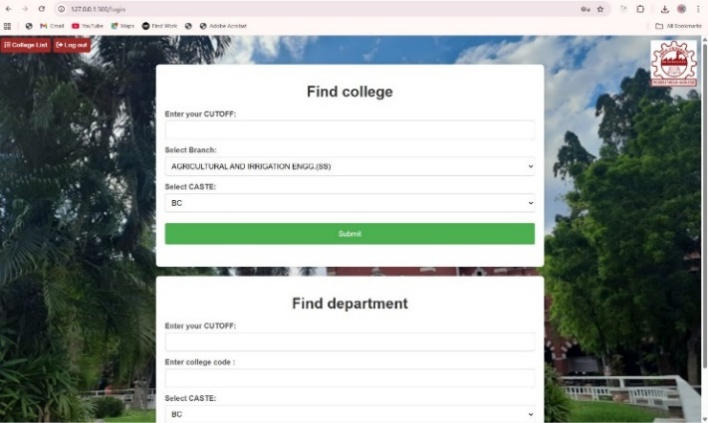 127.0.0.1:500/login
Gmail YouTube Maps Find Work Adobe Acrobat All Bookmarks
College List Log out
Find college
Enter your CUTOFF:
Select Branch:
AGRICULTURAL AND IRRIGATION ENGG.(SS)
Select CASTE:
BC
Submit
Find department
Enter your CUTOFF:
Enter college code :
Select CASTE:
BC